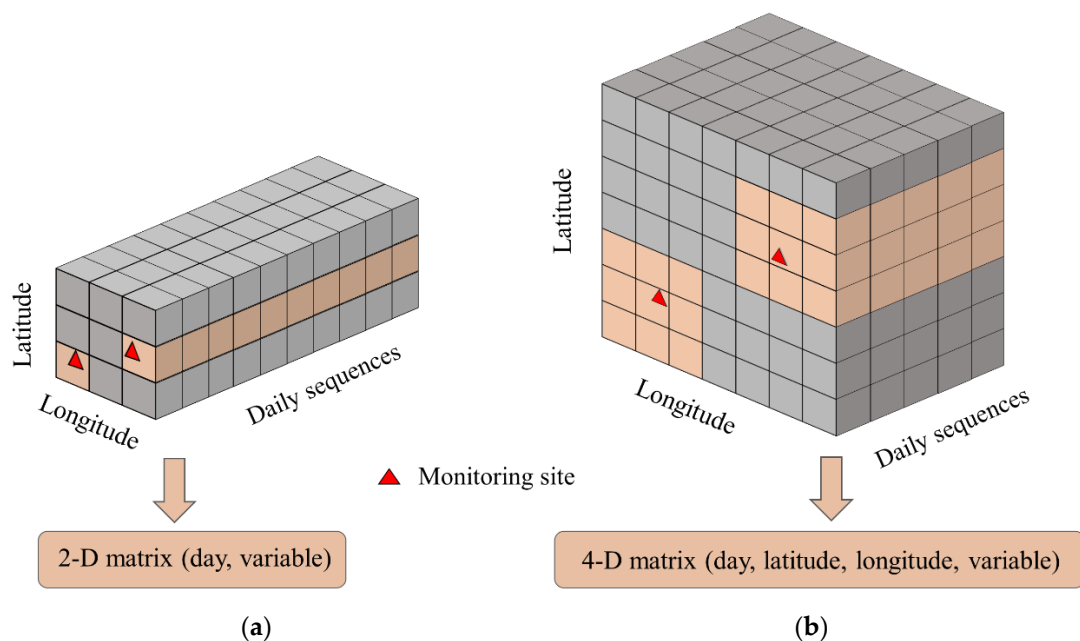 Latitude
Longitude
Daily sequences
Latitude
Longitude
Daily sequences
Monitoring site
2-D matrix (day, variable)
4-D matrix (day, latitude, longitude, variable)
(a)
(b)